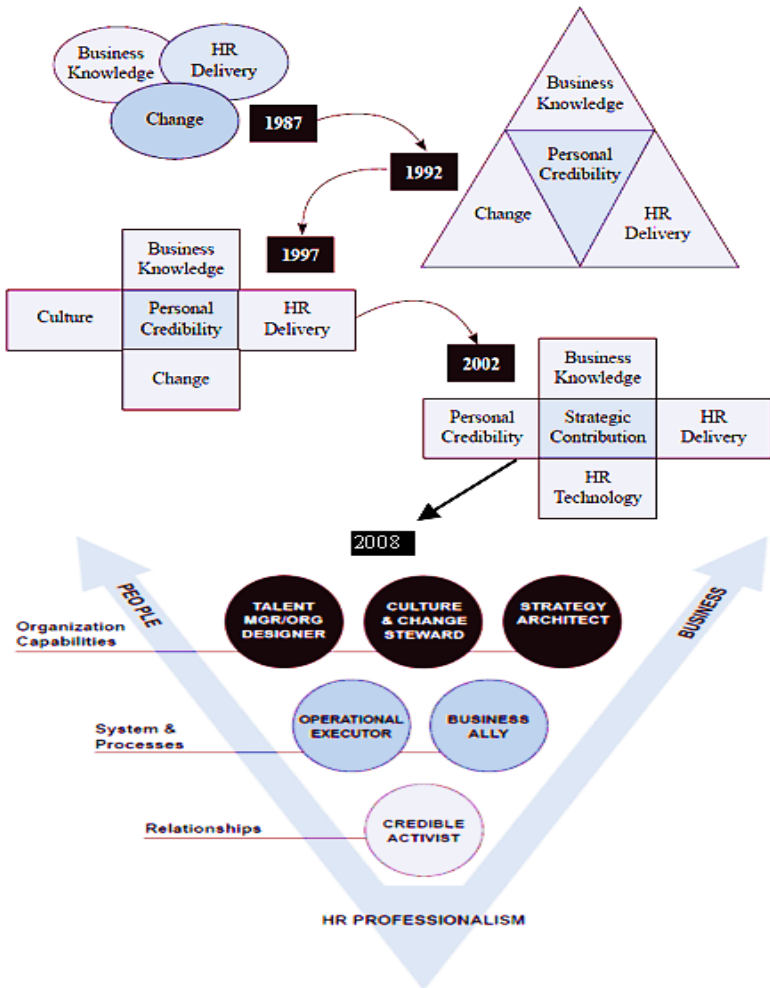 Business
Knowledge
HR
Delivery
Change
1987
1992
Business
Knowledge
Personal
Credibility
Change
HR
Delivery
1997
Business
Knowledge
Culture
Personal
Credibility
HR
Delivery
Change
2002
Business
Knowledge
Personal
Credibility
Strategic
Contribution
HR
Delivery
HR
Technology
2008
PEOPLE
BUSINESS
Organization
Capabilities
TALENT
MGR/ORG
DESIGNER
CULTURE
& CHANGE
STEWARD
STRATEGY
ARCHITECT
System &
Processes
OPERATIONAL
EXECUTOR
BUSINESS
ALLY
Relationships
CREDIBLE
ACTIVIST
HR PROFESSIONALISM